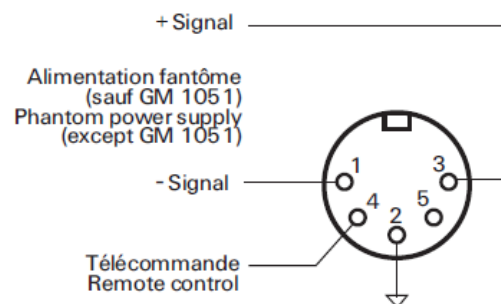 + Signal
Alimentation fantôme
(sauf GM 1051)
Phantom power supply
(except GM 1051)
- Signal
1
3
4
2
5
Télécommande
Remote control